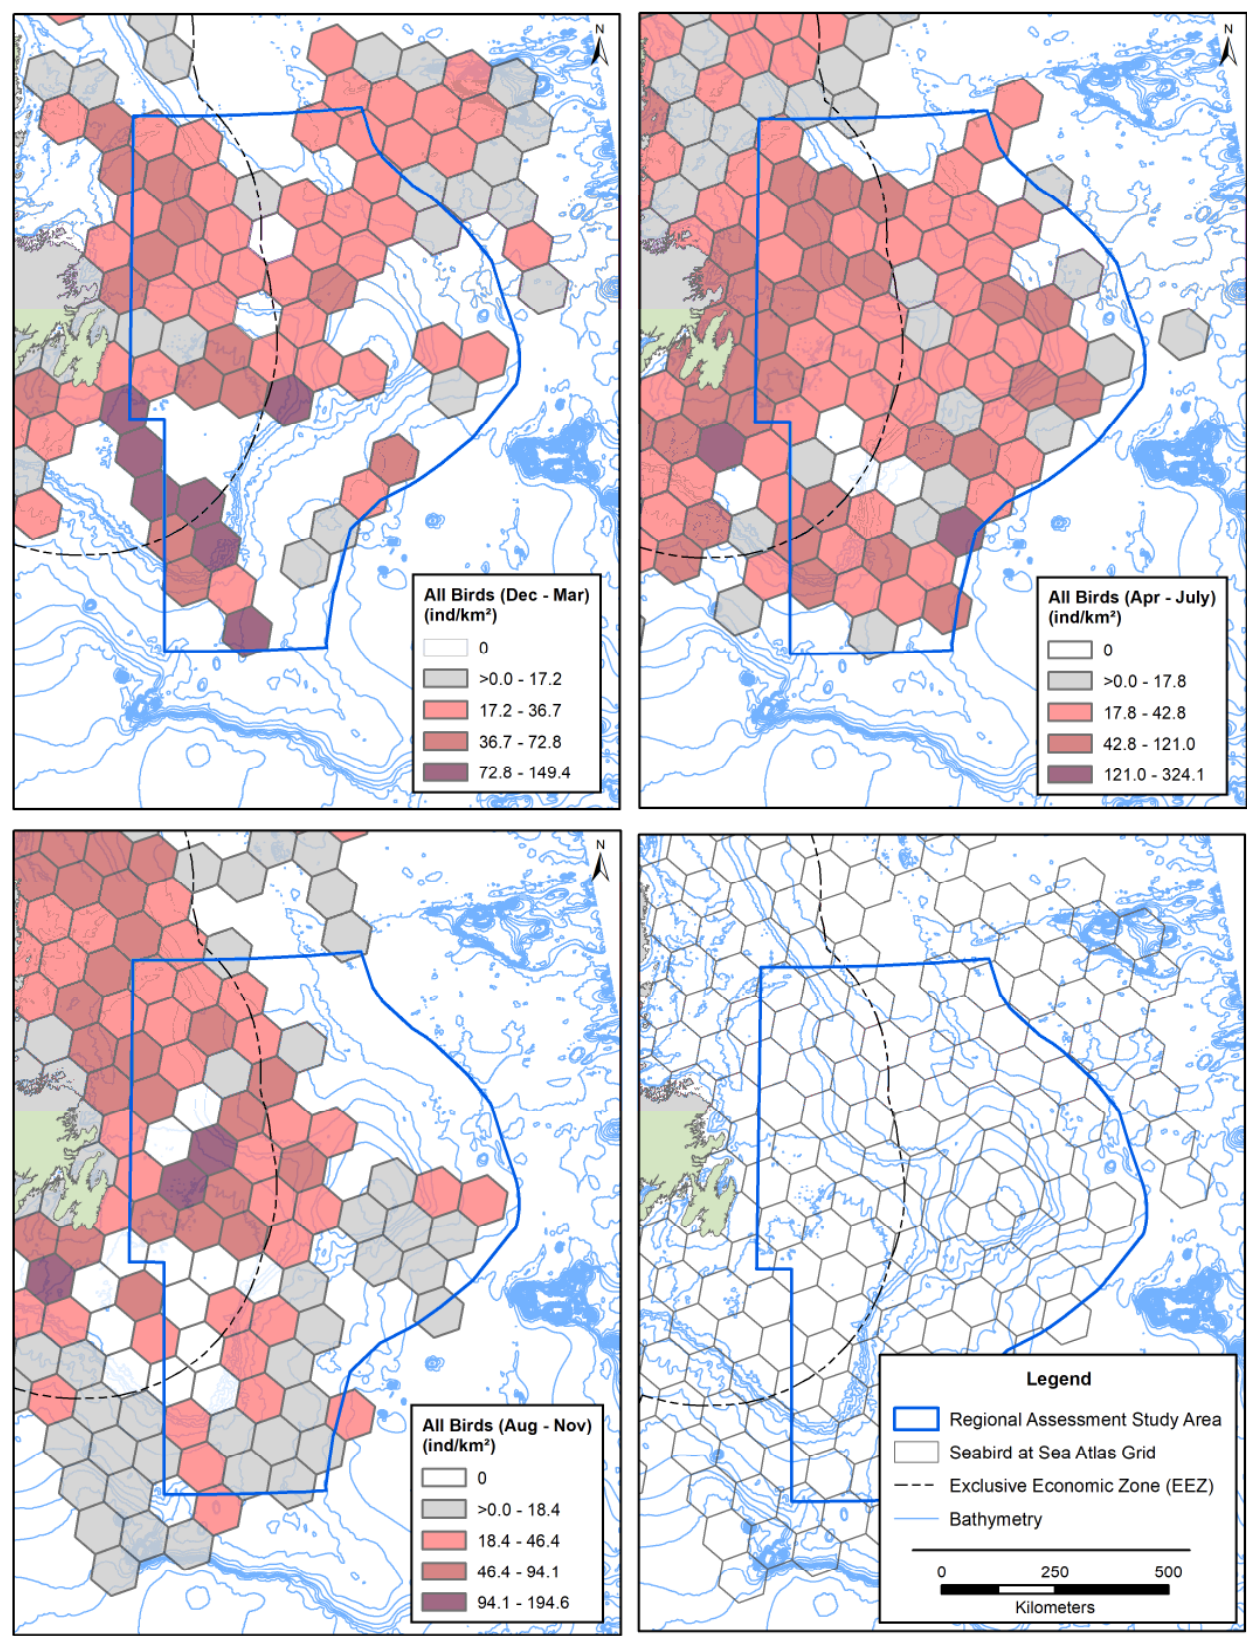 N
N
All Birds (Dec - Mar)
(ind/km²)
0
>0.0 - 17.2
17.2 - 36.7
36.7 - 72.8
72.8 - 149.4
All Birds (Apr - July)
(ind/km²)
0
>0.0 - 17.8
17.8 - 42.8
42.8 - 121.0
121.0 - 324.1
N
All Birds (Aug - Nov)
(ind/km²)
0
>0.0 - 18.4
18.4 - 46.4
46.4 - 94.1
94.1 - 194.6
Legend
Regional Assessment Study Area
Seabird at Sea Atlas Grid
Exclusive Economic Zone (EEZ)
Bathymetry
0 250 500
Kilometers